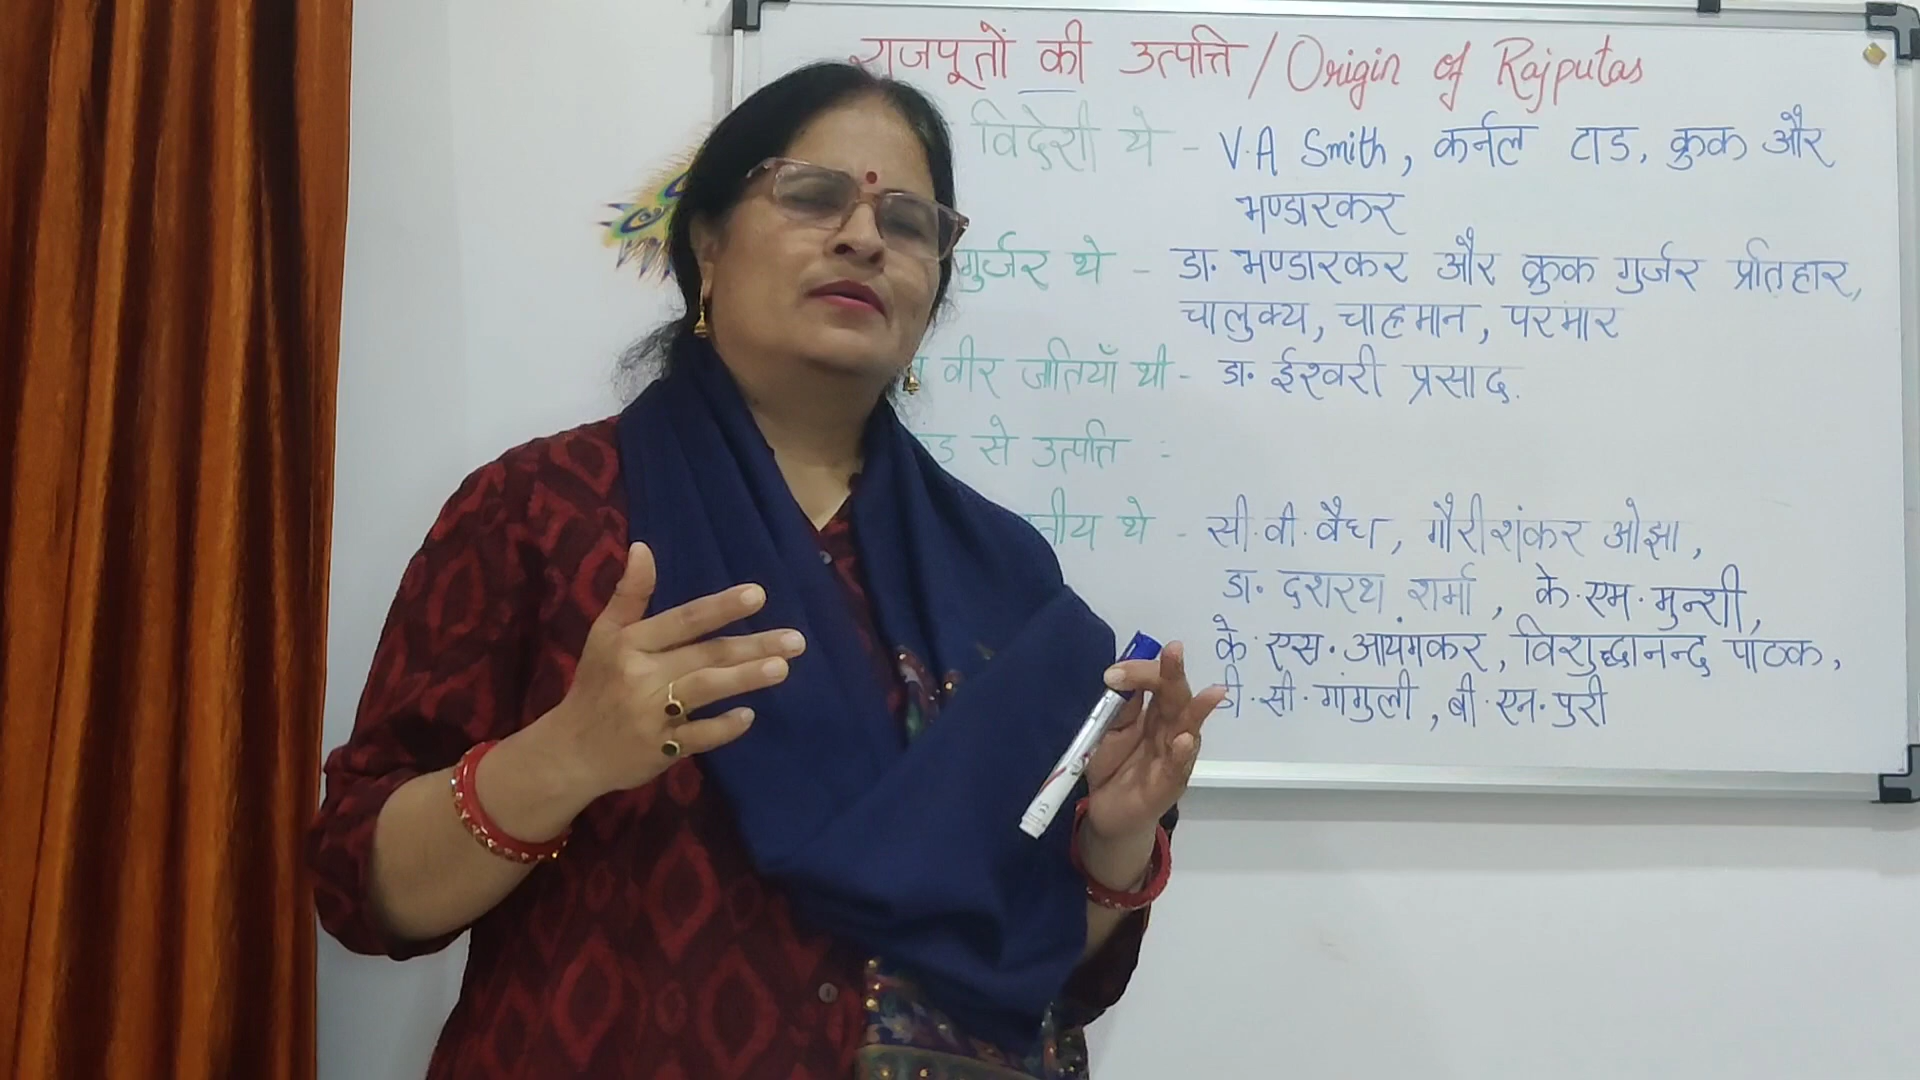 राजपूतों की उत्पत्ति / Origin of Rajputas
विदेशी थे - V.A Smith, कर्नल टाड, क्रुक और
भण्डारकर
गुर्जर थे - डा. भण्डारकर और क्रुक गुर्जर प्रतिहार,
चालुक्य, चाहमान, परमार
वीर जातियाँ थी - डा. ईश्वरी प्रसाद.
से उत्पत्ति :
थे - सी.वी.वैध, गौरीशंकर ओझा,
डा. दशरथ शर्मा, के.एम.मुन्शी,
के.एस.आयंगकर, विशुद्धानन्द पाठक,
सी.गांगुली, बी.एन.पुरी